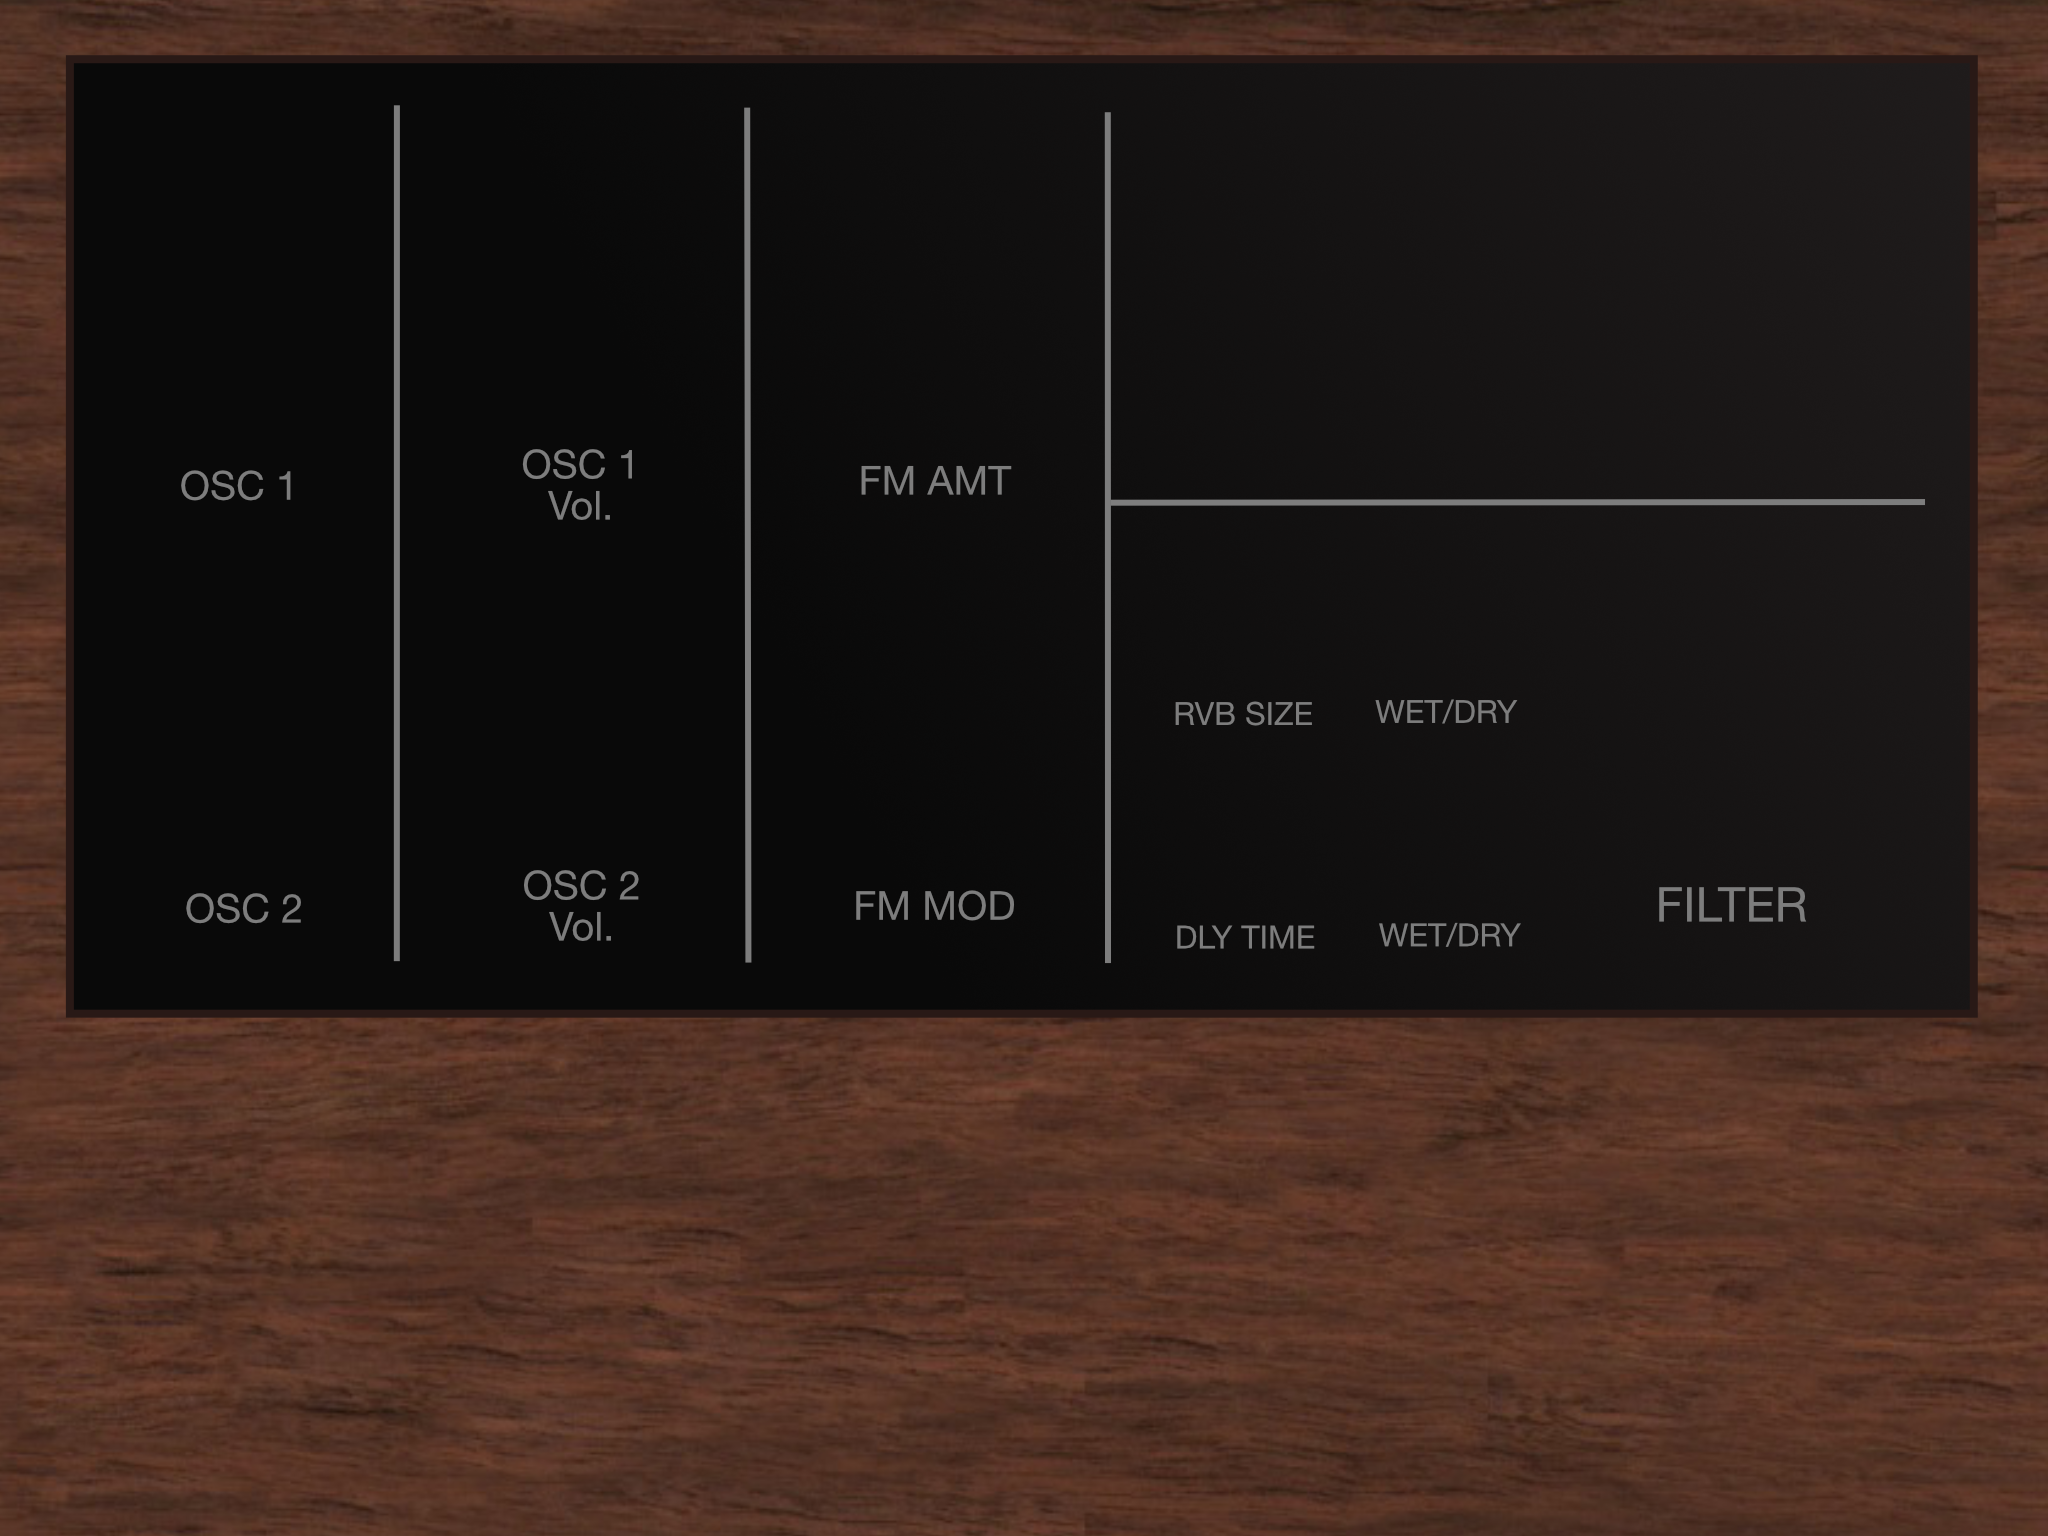 OSC 1
OSC 1
Vol.
FM AMT
RVB SIZE
WET/DRY
OSC 2
OSC 2
Vol.
FM MOD
DLY TIME
WET/DRY
FILTER